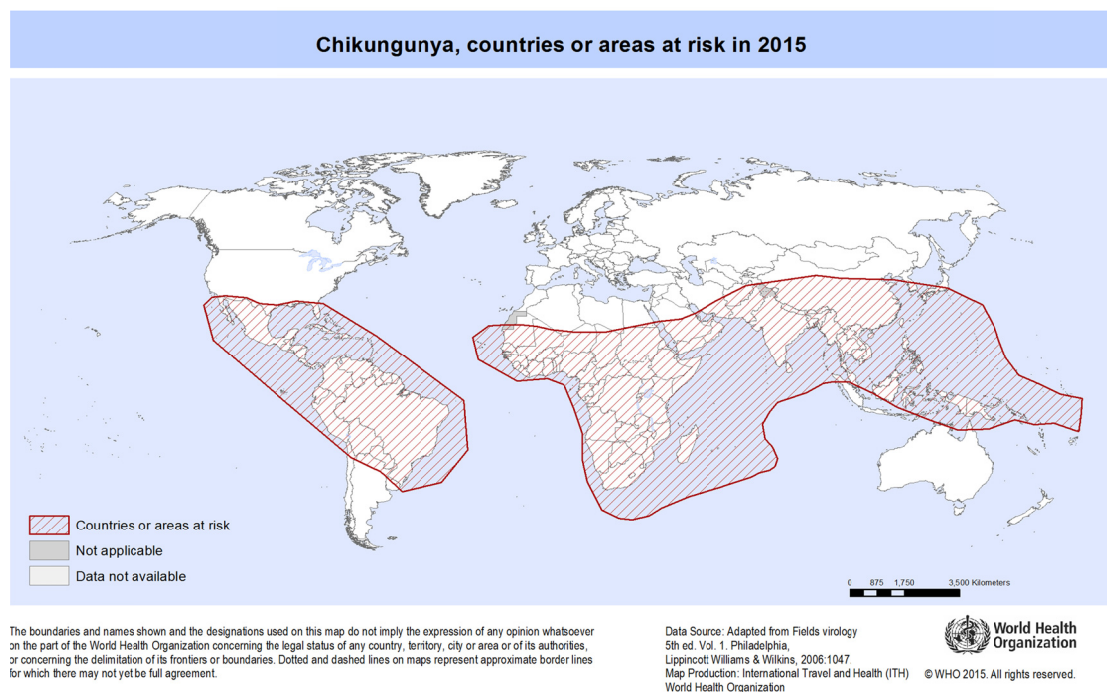 Chikungunya, countries or areas at risk in 2015
Countries or areas at risk
Not applicable
Data not available
0 875 1,750 3,500 Kilometers
The boundaries and names shown and the designations used on this map do not imply the expression of any opinion whatsoever
on the part of the World Health Organization concerning the legal status of any country, territory, city or area or of its authorities,
or concerning the delimitation of its frontiers or boundaries. Dotted and dashed lines on maps represent approximate border lines
for which there may not yet be full agreement.
Data Source: Adapted from Fields virology
5th ed. Vol. 1. Philadelphia,
Lippincott Williams & Wilkins, 2006:1047.
Map Production: International Travel and Health (ITH)
World Health Organization
World Health
Organization
© WHO 2015. All rights reserved.